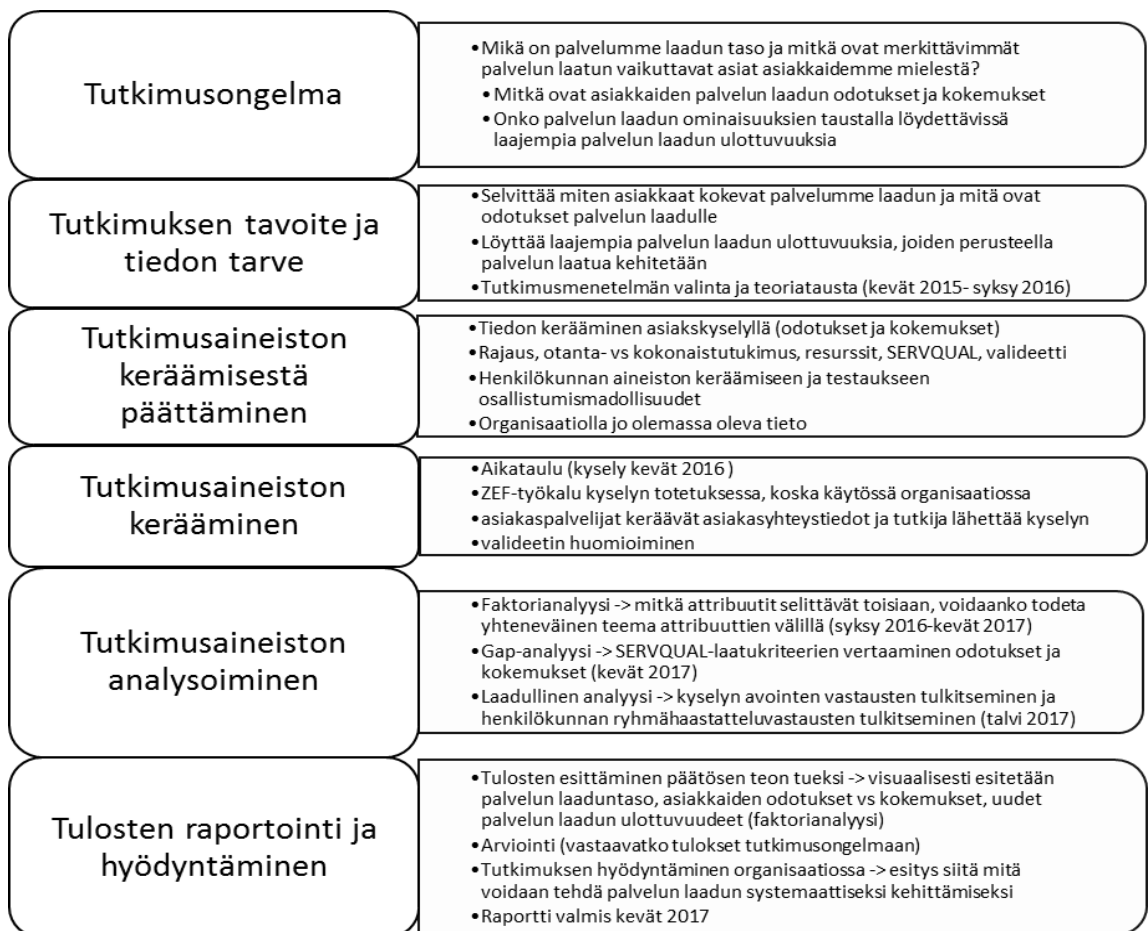 Tutkimusongelma
•Mikä on palvelumme laadun taso ja mitkä ovat merkittävimmät
palvelun laatun vaikuttavat asiat asiakkaidemme mielestä?
•Mitkä ovat asiakkaiden palvelun laadun odotukset ja kokemukset
•Onko palvelun laadun ominaisuuksien taustalla löydettävissä
laajempia palvelun laadun ulottuvuuksia
Tutkimuksen tavoite ja
tiedon tarve
•Selvittää miten asiakkaat kokevat palvelumme laadun ja mitä ovat
odotukset palvelun laadulle
•Löyttää laajempia palvelun laadun ulottuvuuksia, joiden perusteella
palvelun laatua kehitetään
•Tutkimusmenetelmän valinta ja teoriatausta (kevät 2015- syksy 2016)
Tutkimusaineiston
keräämisestä
päättäminen
•Tiedon kerääminen asiakskyselyllä (odotukset ja kokemukset)
•Rajaus, otanta- vs kokonaistutukimus, resurssit, SERVQUAL, valideetti
•Henkilökunnan aineiston keräämiseen ja testaukseen
osallistumismadollisuudet
•Organisaatiolla jo olemassa oleva tieto
Tutkimusaineiston
kerääminen
•Aikataulu (kysely kevät 2016 )
•ZEF-työkalu kyselyn totetuksessa, koska käytössä organisaatiossa
•asiakaspalvelijat keräävät asiakasyhteystiedot ja tutkija lähettää kyselyn
•valideetin huomioiminen
Tutkimusaineiston
analysoiminen
•Faktorianalyysi -> mitkä attribuutit selittävät toisiaan, voidaanko todeta
yhteneväinen teema attribuuttien välillä (syksy 2016-kevät 2017)
•Gap-analyysi -> SERVQUAL-laatukriteerien vertaaminen odotukset ja
kokemukset (kevät 2017)
•Laadullinen analyysi -> kyselyn avointen vastausten tulkitseminen ja
henkilökunnan ryhmähaastatteluvastausten tulkitseminen (talvi 2017)
Tulosten raportointi ja
hyödyntäminen
•Tulosten esittäminen päätösen teon tueksi -> visuaalisesti esitetään
palvelun laaduntaso, asiakkaiden odotukset vs kokemukset, uudet
palvelun laadun ulottuvuudeet (faktorianalyysi)
•Arviointi (vastaavatko tulokset tutkimusongelmaan)
•Tutkimuksen hyödyntäminen organisaatiossa -> esitys siitä mitä
voidaan tehdä palvelun laadun systemaattiseksi kehittämiseksi
•Raportti valmis kevät 2017